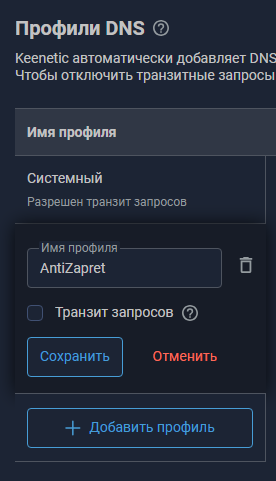 Профили DNS
Keenetic автоматически добавляет DNS
Чтобы отключить транзитные запросы
Имя профиля
Системный
Разрешен транзит запросов
Имя профиля
AntiZapret
Транзит запросов
Сохранить Отменить
Добавить профиль